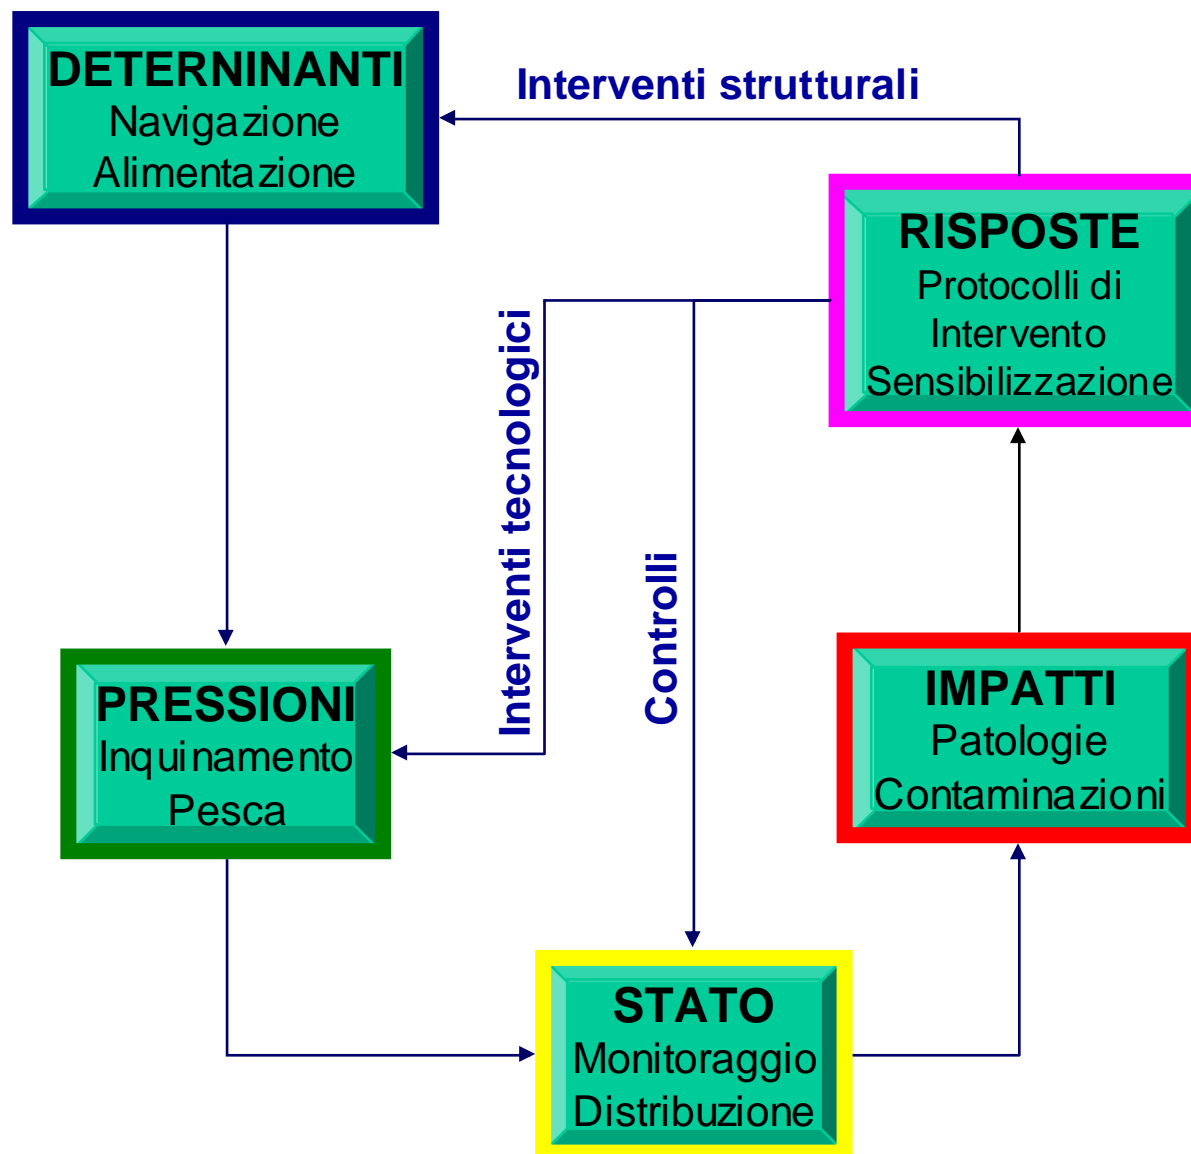 DETERNINANTI
Navigazione
Alimentazione
Interventi strutturali
RISPOSTE
Protocolli di
Intervento
Sensibilizzazione
Interventi tecnologici
Controlli
PRESSIONI
Inquinamento
Pesca
IMPATTI
Patologie
Contaminazioni
STATO
Monitoraggio
Distribuzione